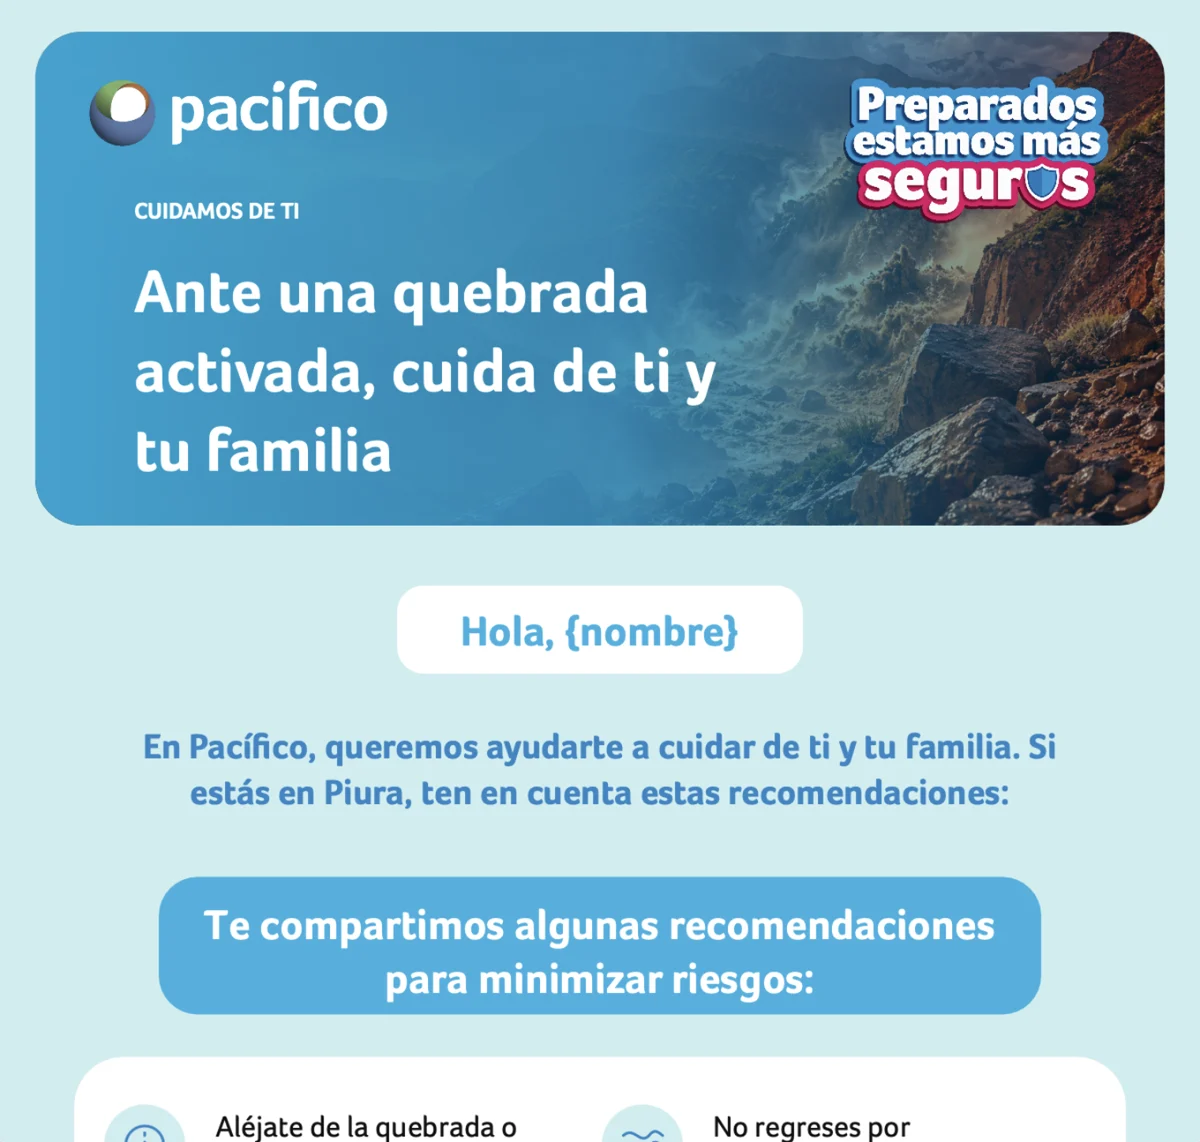 pacífico
Preparados
estamos más
seguros
CUIDAMOS DE TI
Ante una quebrada
activada, cuida de ti y
tu familia
Hola, {nombre}
En Pacífico, queremos ayudarte a cuidar de ti y tu familia. Si
estás en Piura, ten en cuenta estas recomendaciones:
Te compartimos algunas recomendaciones
para minimizar riesgos:
Aléjate de la quebrada o
No regreses por